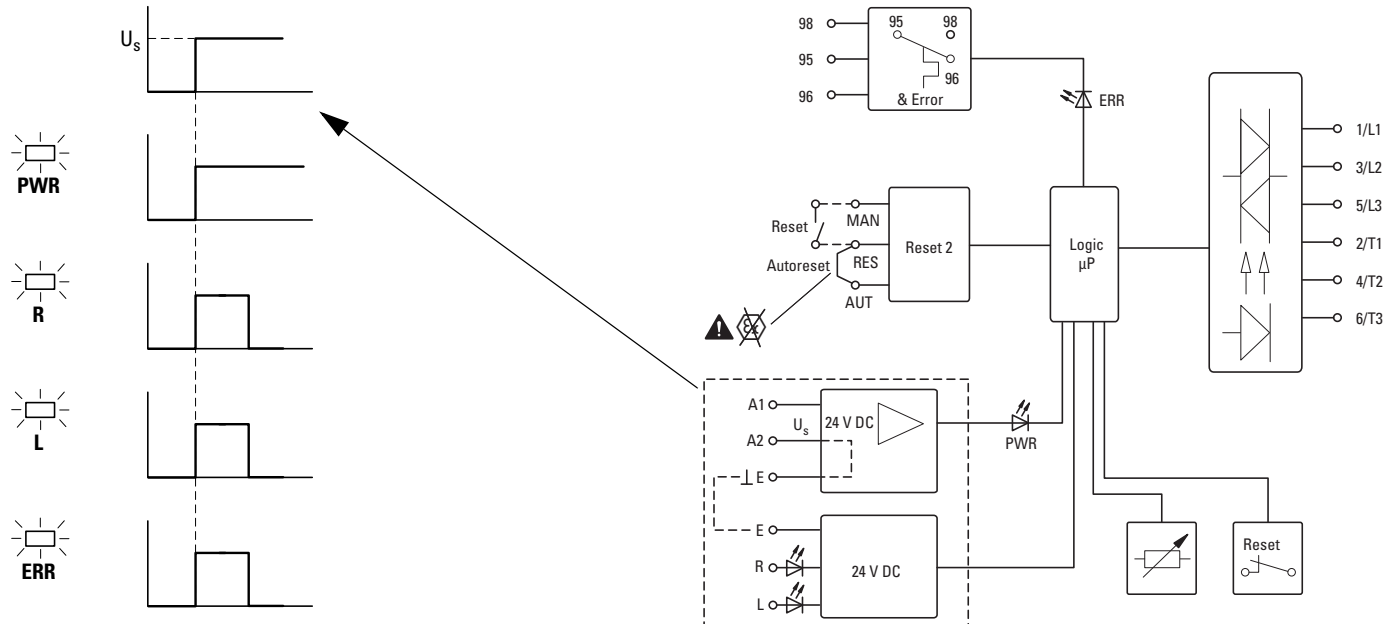 Us
PWR
R
L
ERR
98
95
96
95 98
96
& Error
ERR
Reset
MAN
Autoreset
RES
AUT
Reset 2
Logic
µP
1/L1
3/L2
5/L3
2/T1
4/T2
6/T3
Ex
A1
Us
A2
⊥ E
24 V DC
PWR
E
R
L
24 V DC
Reset